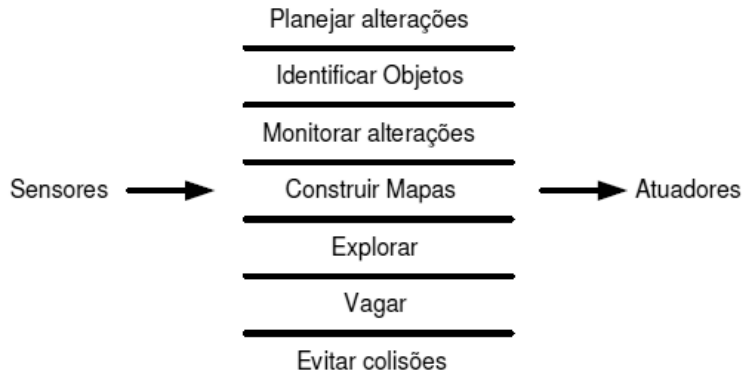 Planejar alterações
Identificar Objetos
Monitorar alterações
Sensores
Construir Mapas
Atuadores
Explorar
Vagar
Evitar colisões